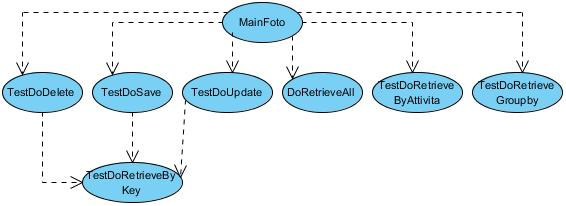 MainFoto
TestDoDelete
TestDoSave
TestDoUpdate
DoRetrieveAll
TestDoRetrieve
ByAttivita
TestDoRetrieve
Groupby
TestDoRetrieveBy
Key